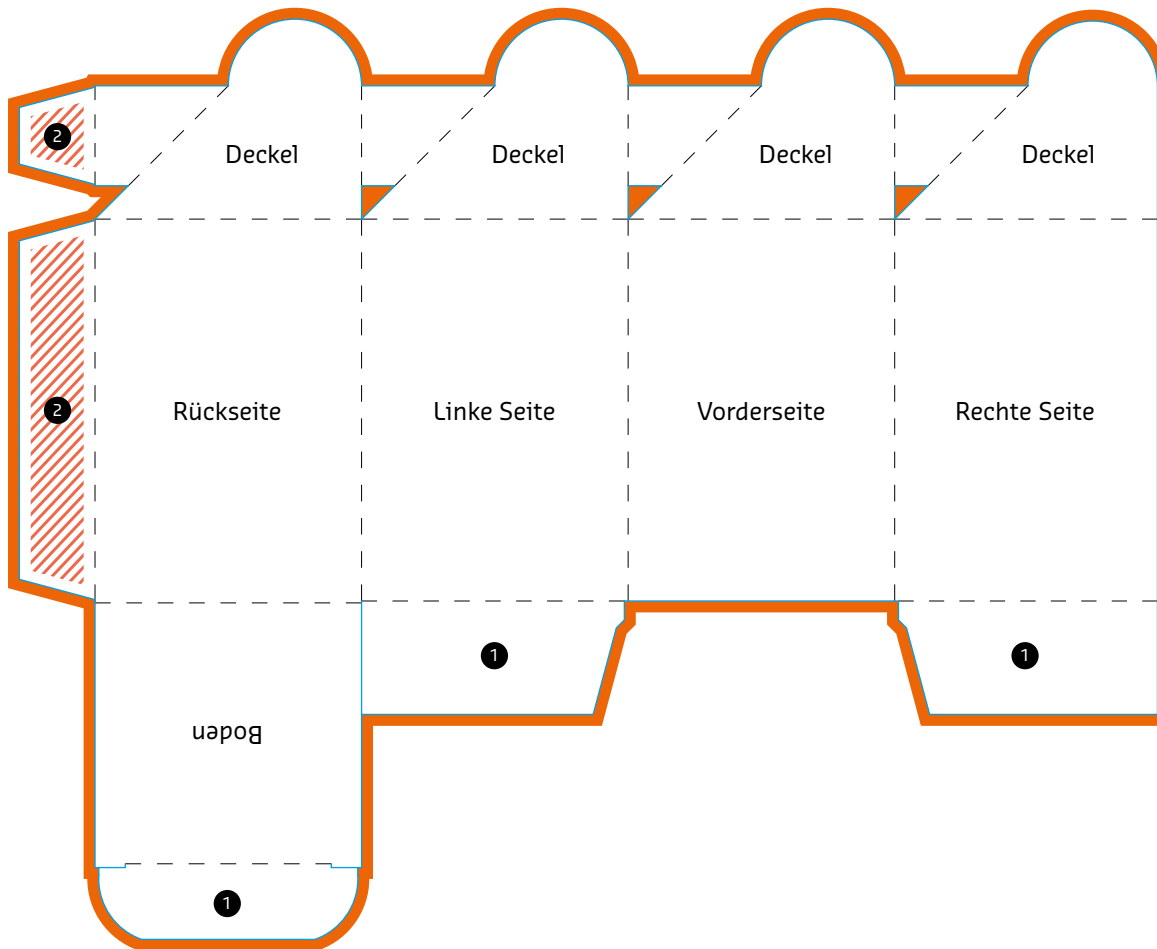 2
Deckel
Deckel
Deckel
Deckel
2
Rückseite
Linke Seite
Vorderseite
Rechte Seite
1
1
Boden
1